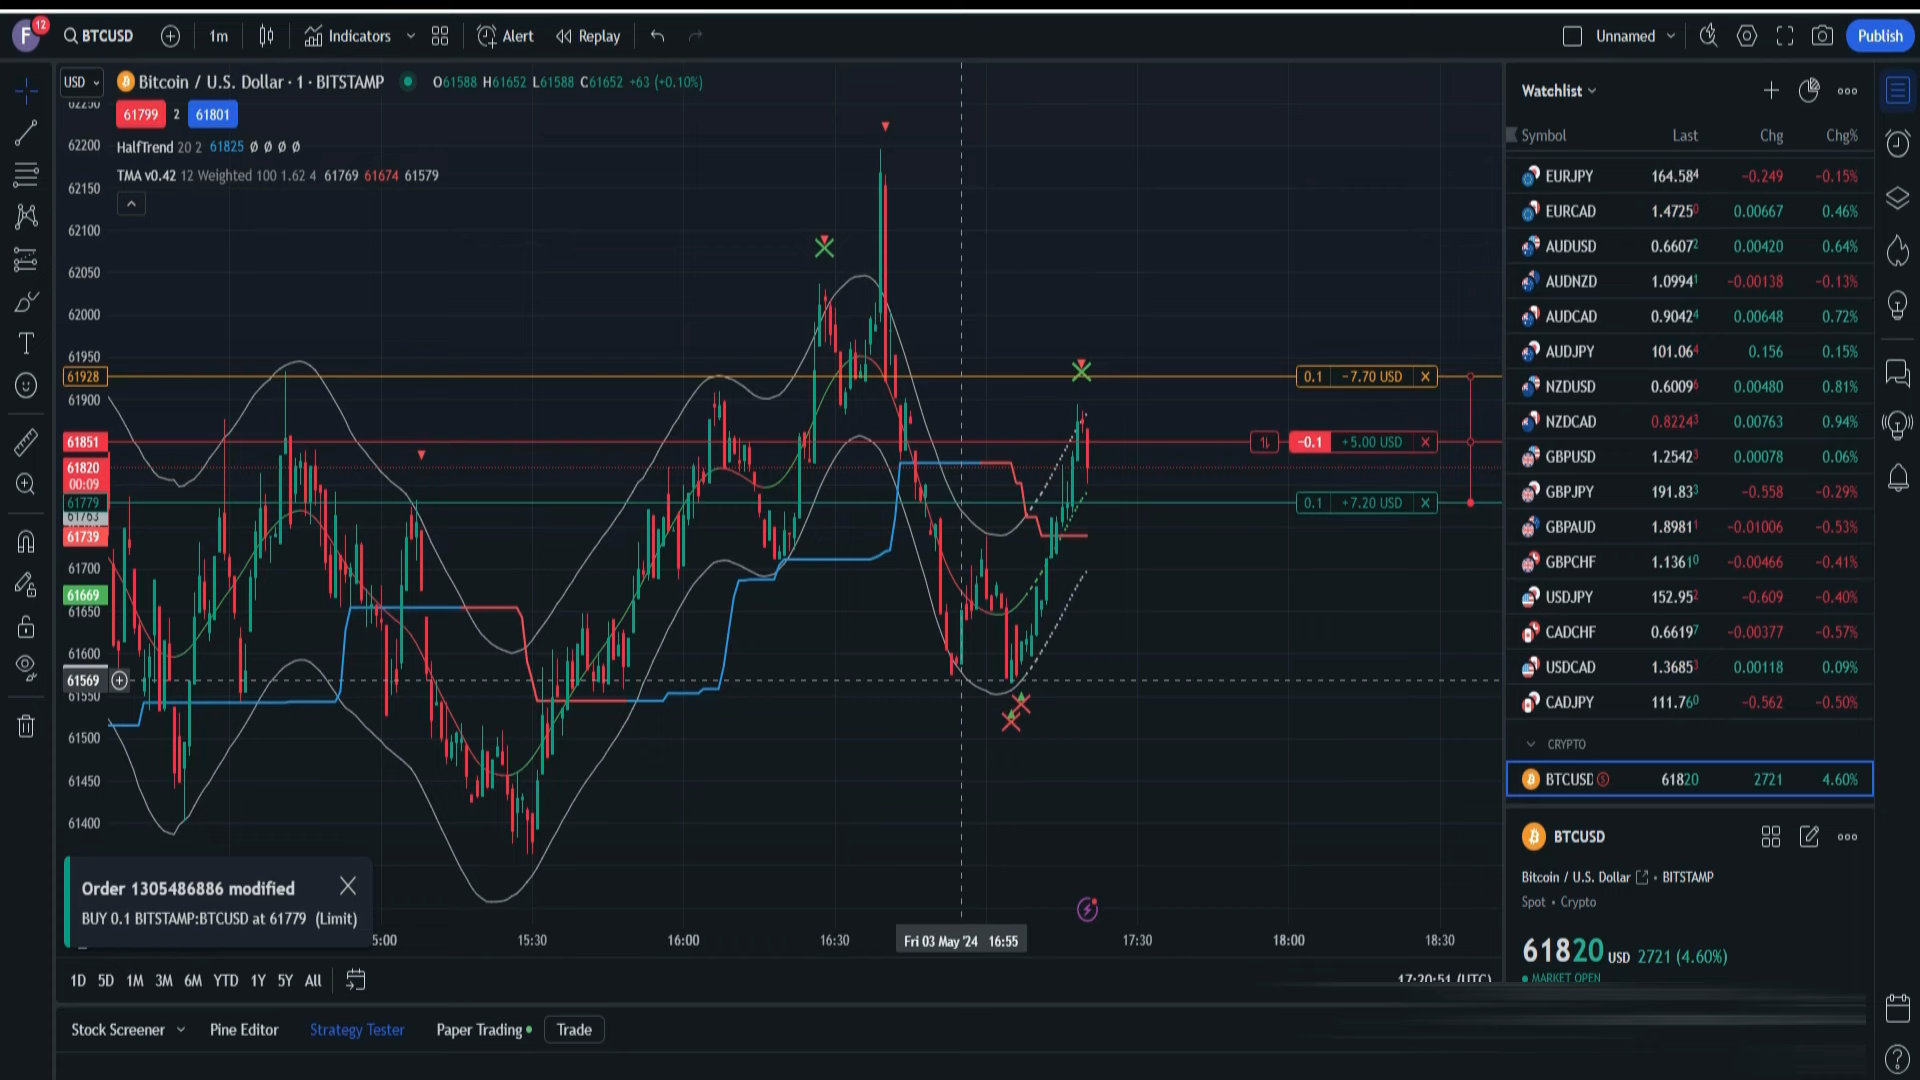 F 12 BTCUSD 1m Indicators Alert Replay Unnamed Publish
USD Bitcoin / U.S. Dollar · 1 · BITSTAMP O61588 H61652 L61588 C61652 +63 (+0.10%)
61799 2 61801
HalfTrend 20 2 61825 Ø Ø Ø Ø
TMA v0.42 12 Weighted 100 1.62 4 61769 61674 61579
62250
62200
62150
62100
62050
62000
61950
61928
61900
61851
61820
00:09
61779
61763
61739
61700
61669
61650
61600
61569
61550
61500
61450
61400
0.1 −7.70 USD
-0.1 +5.00 USD
0.1 +7.20 USD
Order 1305486886 modified
BUY 0.1 BITSTAMP:BTCUSD at 61779 (Limit)
5:00 15:30 16:00 16:30 Fri 03 May '24 16:55 17:30 18:00 18:30
1D 5D 1M 3M 6M YTD 1Y 5Y All
17:20:51 (UTC)
Stock Screener Pine Editor Strategy Tester Paper Trading Trade
Watchlist
Symbol Last Chg Chg%
EURJPY 164.584 −0.249 −0.15%
EURCAD 1.47250 0.00667 0.46%
AUDUSD 0.66072 0.00420 0.64%
AUDNZD 1.09941 −0.00138 −0.13%
AUDCAD 0.90424 0.00648 0.72%
AUDJPY 101.064 0.156 0.15%
NZDUSD 0.60096 0.00480 0.81%
NZDCAD 0.82243 0.00763 0.94%
GBPUSD 1.25423 0.00078 0.06%
GBPJPY 191.833 −0.558 −0.29%
GBPAUD 1.89811 −0.01006 −0.53%
GBPCHF 1.13610 −0.00466 −0.41%
USDJPY 152.952 −0.609 −0.40%
CADCHF 0.66197 −0.00377 −0.57%
USDCAD 1.36853 0.00118 0.09%
CADJPY 111.760 −0.562 −0.50%
CRYPTO
BTCUSD 61820 2721 4.60%
BTCUSD
Bitcoin / U.S. Dollar • BITSTAMP
Spot • Crypto
61820 USD 2721 (4.60%)
MARKET OPEN